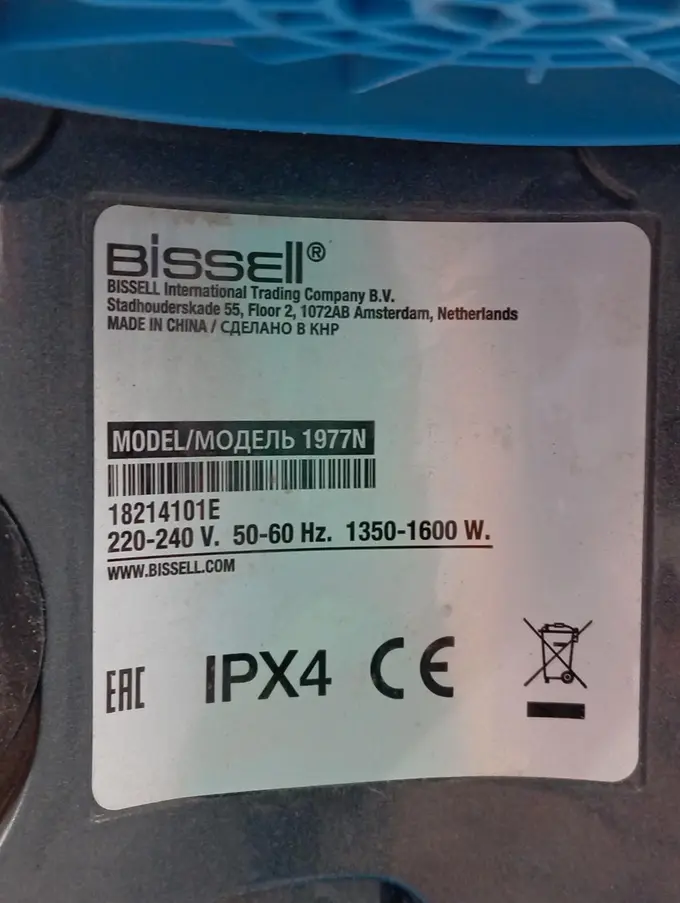 BISSELL®
BISSELL International Trading Company B.V.
Stadhouderskade 55, Floor 2, 1072AB Amsterdam, Netherlands
MADE IN CHINA / СДЕЛАНО В КНР
MODEL/МОДЕЛЬ 1977N
18214101E
220-240 V. 50-60 Hz. 1350-1600 W.
WWW.BISSELL.COM
EAC IPX4 CE